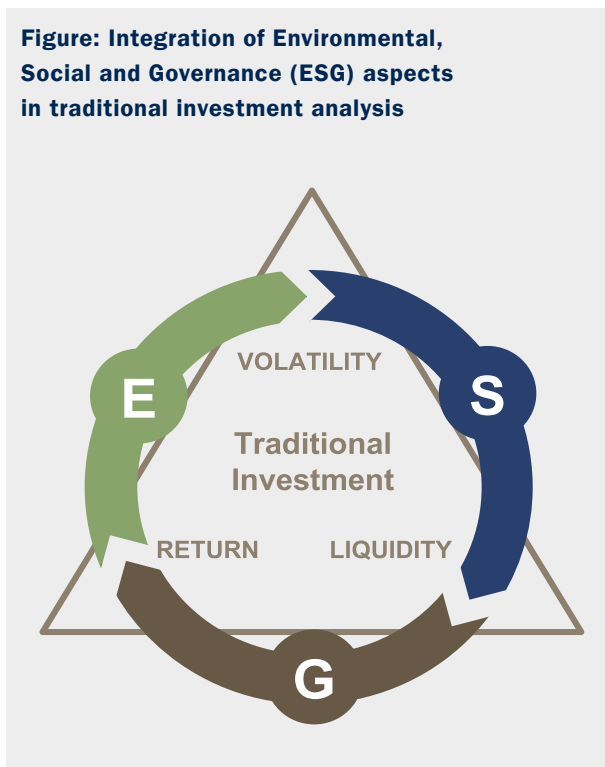 Figure: Integration of Environmental,
Social and Governance (ESG) aspects
in traditional investment analysis
VOLATILITY
E
S
Traditional
Investment
RETURN
LIQUIDITY
G